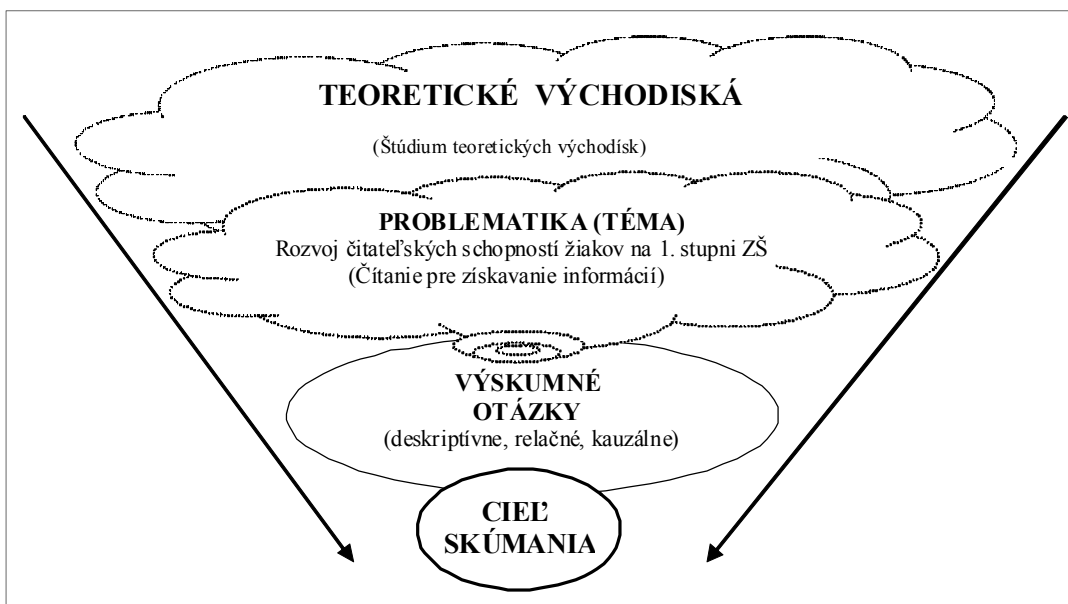 TEORETICKÉ VÝCHODISKÁ
(Štúdium teoretických východísk)
PROBLEMATIKA (TÉMA)
Rozvoj čitateľských schopností žiakov na 1. stupni ZŠ
(Čítanie pre získavanie informácií)
VÝSKUMNÉ
OTÁZKY
(deskriptívne, relačné, kauzálne)
CIEĽ
SKÚMANIA